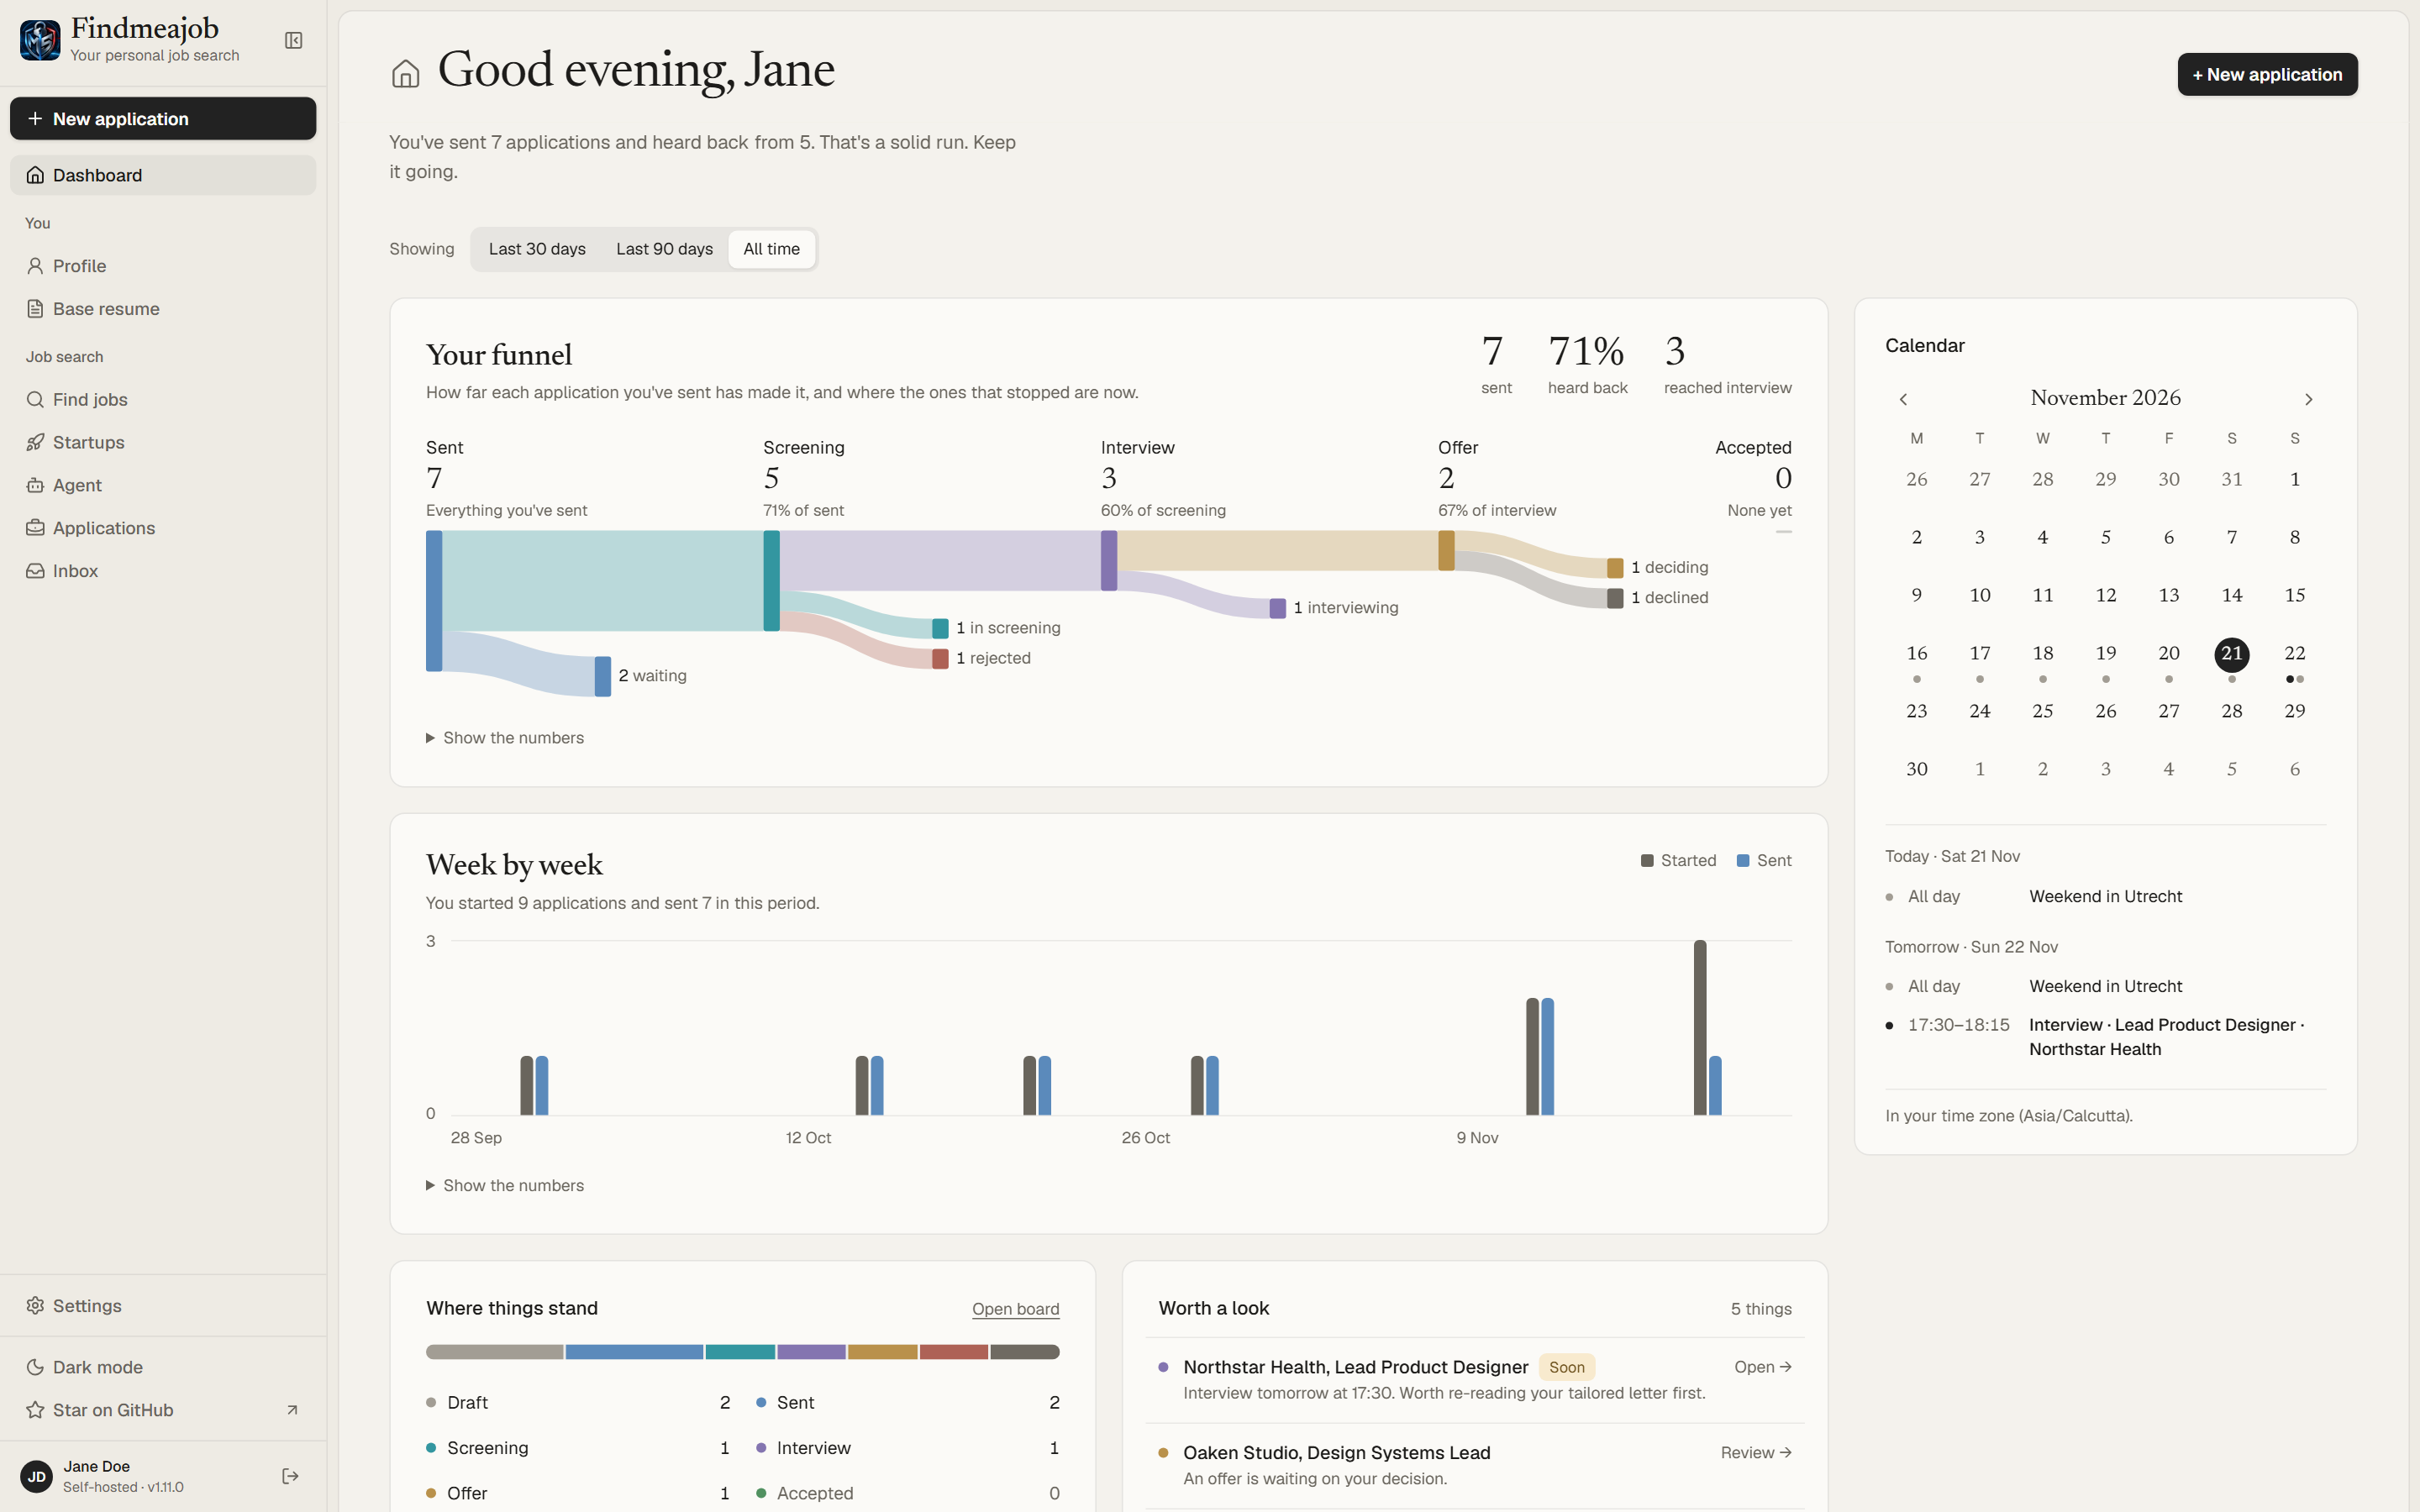 Findmeajob
Your personal job search
+ New application
Dashboard
You
Profile
Base resume
Job search
Find jobs
Startups
Agent
Applications
Inbox
Settings
Dark mode
Star on GitHub
JD
Jane Doe
Self-hosted · v1.11.0
Good evening, Jane
+ New application
You've sent 7 applications and heard back from 5. That's a solid run. Keep
it going.
Showing Last 30 days Last 90 days All time
Your funnel
How far each application you've sent has made it, and where the ones that stopped are now.
7 71% 3
sent heard back reached interview
Sent Screening Interview Offer Accepted
7 5 3 2 0
Everything you've sent 71% of sent 60% of screening 67% of interview None yet
1 deciding
1 declined
1 interviewing
1 in screening
1 rejected
2 waiting
Show the numbers
Week by week
Started Sent
You started 9 applications and sent 7 in this period.
3
0
28 Sep 12 Oct 26 Oct 9 Nov
Show the numbers
Where things stand
Open board
Draft 2 Sent 2
Screening 1 Interview 1
Offer 1 Accepted 0
Worth a look
5 things
Northstar Health, Lead Product Designer Soon Open →
Interview tomorrow at 17:30. Worth re-reading your tailored letter first.
Oaken Studio, Design Systems Lead Review →
An offer is waiting on your decision.
Calendar
November 2026
M T W T F S S
26 27 28 29 30 31 1
2 3 4 5 6 7 8
9 10 11 12 13 14 15
16 17 18 19 20 21 22
23 24 25 26 27 28 29
30 1 2 3 4 5 6
Today · Sat 21 Nov
All day Weekend in Utrecht
Tomorrow · Sun 22 Nov
All day Weekend in Utrecht
17:30–18:15 Interview · Lead Product Designer ·
Northstar Health
In your time zone (Asia/Calcutta).